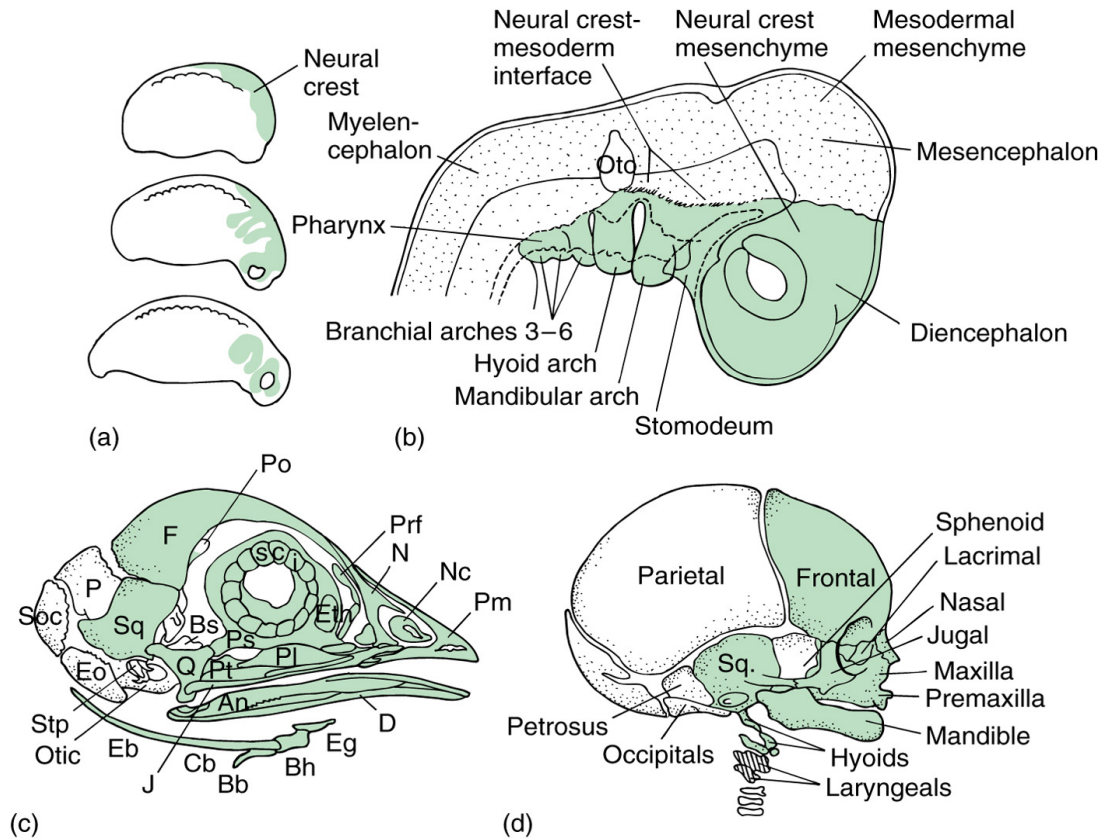 Neural
crest
(a)
Neural crest-
mesoderm
interface
Neural crest
mesenchyme
Mesodermal
mesenchyme
Myelen-
cephalon
Oto
Mesencephalon
Pharynx
Branchial arches 3–6
Hyoid arch
Mandibular arch
Stomodeum
Diencephalon
(b)
Po
Prf
N
Nc
Pm
F
sci
P
Soc
Sq
Bs
Eth
Ps
Eo
Q
Pt
Pl
An
Stp
Otic
Eb
J
Cb
Bb
Bh
Eg
D
(c)
Parietal
Frontal
Sphenoid
Lacrimal
Nasal
Jugal
Maxilla
Premaxilla
Mandible
Sq.
Petrosus
Occipitals
Hyoids
Laryngeals
(d)